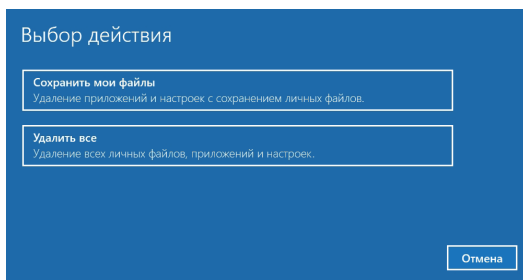 Выбор действия
Сохранить мои файлы
Удаление приложений и настроек с сохранением личных файлов.
Удалить все
Удаление всех личных файлов, приложений и настроек.
Отмена